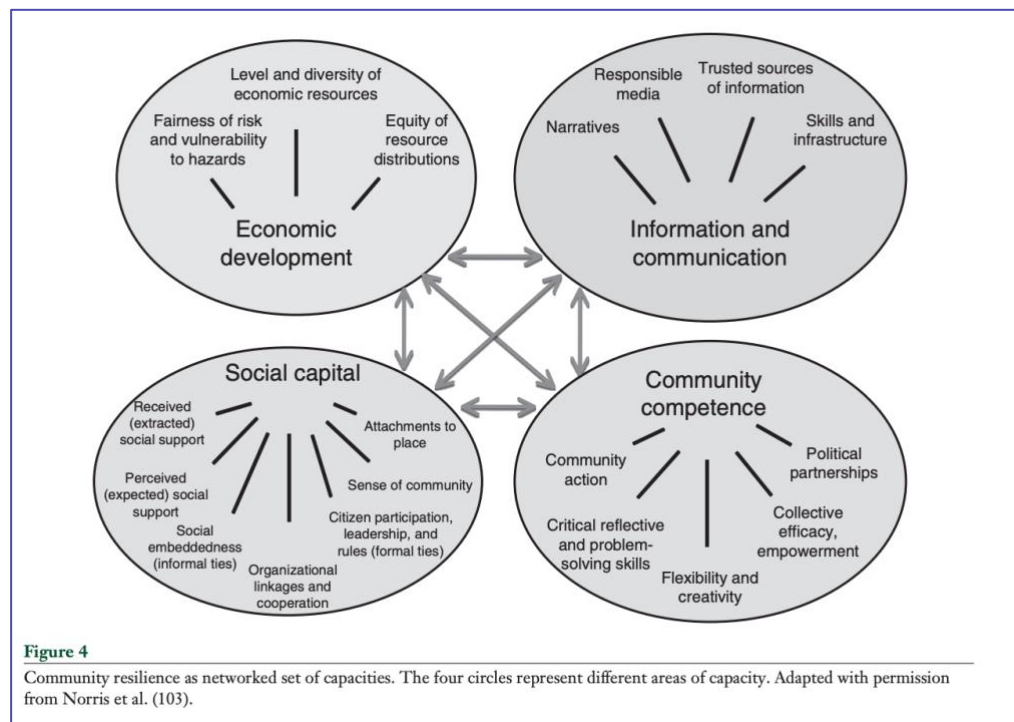 Level and diversity of
economic resources
Fairness of risk
and vulnerability
to hazards
Equity of
resource
distributions
Economic
development
Responsible
media
Trusted sources
of information
Narratives
Skills and
infrastructure
Information and
communication
Social capital
Received
(extracted)
social support
Attachments to
place
Perceived
(expected) social
support
Sense of community
Social
embeddedness
(informal ties)
Citizen participation,
leadership, and
rules (formal ties)
Organizational
linkages and
cooperation
Community
competence
Community
action
Political
partnerships
Critical reflective
and problem-
solving skills
Collective
efficacy,
empowerment
Flexibility and
creativity
Figure 4
Community resilience as networked set of capacities. The four circles represent different areas of capacity. Adapted with permission
from Norris et al. (103).